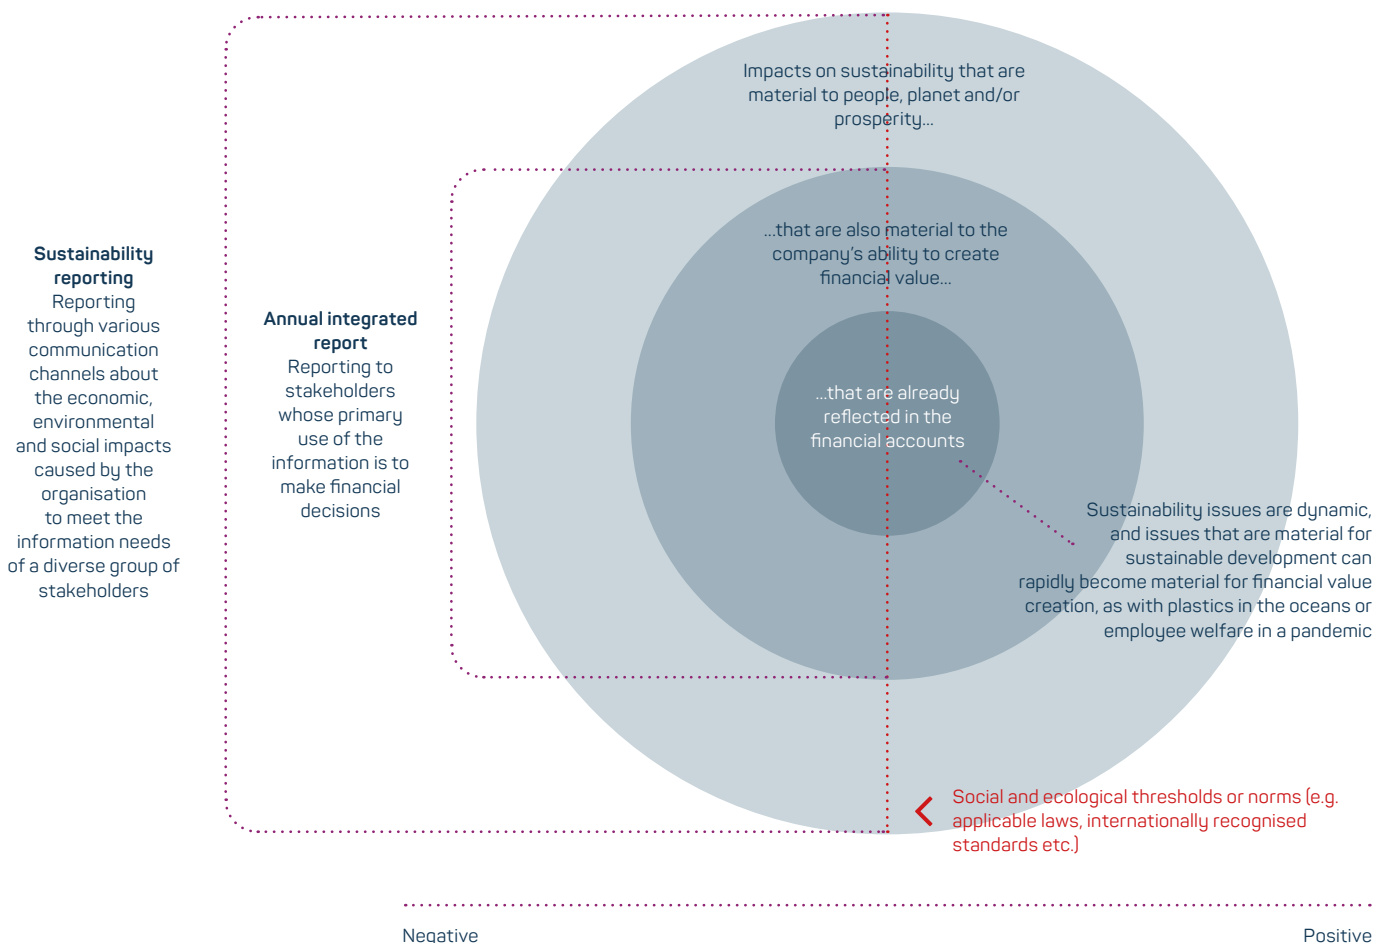 Impacts on sustainability that are
material to people, planet and/or
prosperity...
...that are also material to the
company's ability to create
financial value...
...that are already
reflected in the
financial accounts
Sustainability
reporting
Reporting
through various
communication
channels about
the economic,
environmental
and social impacts
caused by the
organisation
to meet the
information needs
of a diverse group of
stakeholders
Annual integrated
report
Reporting to
stakeholders
whose primary
use of the
information is to
make financial
decisions
Sustainability issues are dynamic,
and issues that are material for
sustainable development can
rapidly become material for financial value
creation, as with plastics in the oceans or
employee welfare in a pandemic
Social and ecological thresholds or norms (e.g.
applicable laws, internationally recognised
standards etc.)
Negative
Positive